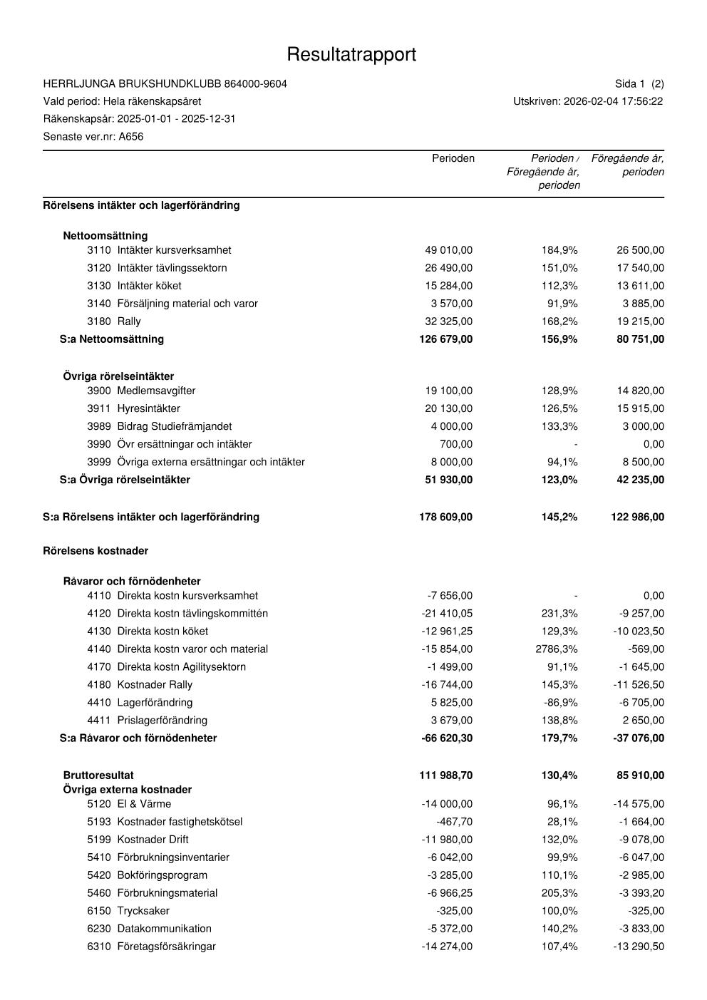 Resultatrapport
HERRLJUNGA BRUKSHUNDKLUBB 864000-9604 Sida 1 (2)
Vald period: Hela räkenskapsåret Utskriven: 2026-02-04 17:56:22
Räkenskapsår: 2025-01-01 - 2025-12-31
Senaste ver.nr: A656
Perioden Perioden / Föregående år,
Föregående år, perioden
perioden
Rörelsens intäkter och lagerförändring
Nettoomsättning
3110 Intäkter kursverksamhet 49 010,00 184,9% 26 500,00
3120 Intäkter tävlingssektorn 26 490,00 151,0% 17 540,00
3130 Intäkter köket 15 284,00 112,3% 13 611,00
3140 Försäljning material och varor 3 570,00 91,9% 3 885,00
3180 Rally 32 325,00 168,2% 19 215,00
S:a Nettoomsättning 126 679,00 156,9% 80 751,00
Övriga rörelseintäkter
3900 Medlemsavgifter 19 100,00 128,9% 14 820,00
3911 Hyresintäkter 20 130,00 126,5% 15 915,00
3989 Bidrag Studiefrämjandet 4 000,00 133,3% 3 000,00
3990 Övr ersättningar och intäkter 700,00 - 0,00
3999 Övriga externa ersättningar och intäkter 8 000,00 94,1% 8 500,00
S:a Övriga rörelseintäkter 51 930,00 123,0% 42 235,00
S:a Rörelsens intäkter och lagerförändring 178 609,00 145,2% 122 986,00
Rörelsens kostnader
Råvaror och förnödenheter
4110 Direkta kostn kursverksamhet -7 656,00 - 0,00
4120 Direkta kostn tävlingskommittén -21 410,05 231,3% -9 257,00
4130 Direkta kostn köket -12 961,25 129,3% -10 023,50
4140 Direkta kostn varor och material -15 854,00 2786,3% -569,00
4170 Direkta kostn Agilitysektorn -1 499,00 91,1% -1 645,00
4180 Kostnader Rally -16 744,00 145,3% -11 526,50
4410 Lagerförändring 5 825,00 -86,9% -6 705,00
4411 Prislagerförändring 3 679,00 138,8% 2 650,00
S:a Råvaror och förnödenheter -66 620,30 179,7% -37 076,00
Bruttoresultat 111 988,70 130,4% 85 910,00
Övriga externa kostnader
5120 El & Värme -14 000,00 96,1% -14 575,00
5193 Kostnader fastighetskötsel -467,70 28,1% -1 664,00
5199 Kostnader Drift -11 980,00 132,0% -9 078,00
5410 Förbrukningsinventarier -6 042,00 99,9% -6 047,00
5420 Bokföringsprogram -3 285,00 110,1% -2 985,00
5460 Förbrukningsmaterial -6 966,25 205,3% -3 393,20
6150 Trycksaker -325,00 100,0% -325,00
6230 Datakommunikation -5 372,00 140,2% -3 833,00
6310 Företagsförsäkringar -14 274,00 107,4% -13 290,50